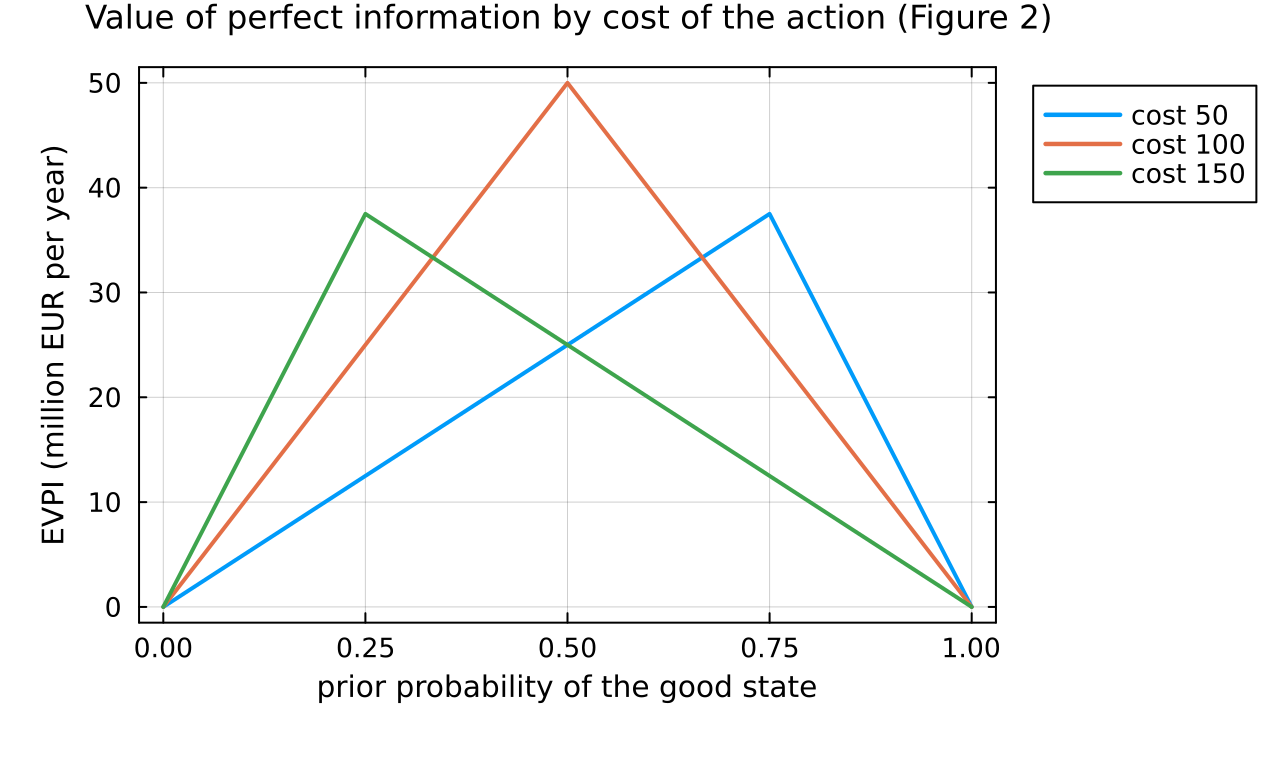 Value of perfect information by cost of the action (Figure 2)
EVPI (million EUR per year)
50
40
30
20
10
0
0.00 0.25 0.50 0.75 1.00
prior probability of the good state
cost 50
cost 100
cost 150